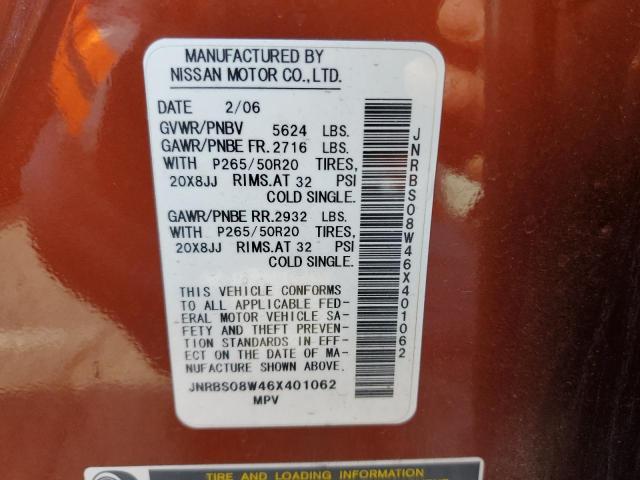 MANUFACTURED BY
NISSAN MOTOR CO.,LTD.
DATE 2/06
GVWR/PNBV 5624 LBS.
GAWR/PNBE FR. 2716 LBS.
WITH P265/50R20 TIRES,
20X8JJ RIMS.AT 32 PSI
COLD SINGLE.
GAWR/PNBE RR. 2932 LBS.
WITH P265/50R20 TIRES,
20X8JJ RIMS.AT 32 PSI
COLD SINGLE.
THIS VEHICLE CONFORMS
TO ALL APPLICABLE FED-
ERAL MOTOR VEHICLE SA-
FETY AND THEFT PREVEN-
TION STANDARDS IN EFF-
ECT ON THE DATE OF MA-
NUFACTURE SHOWN ABOVE.
JNRBS08W46X401062
MPV
JNRBS08W46X401062
TIRE AND LOADING INFORMATION